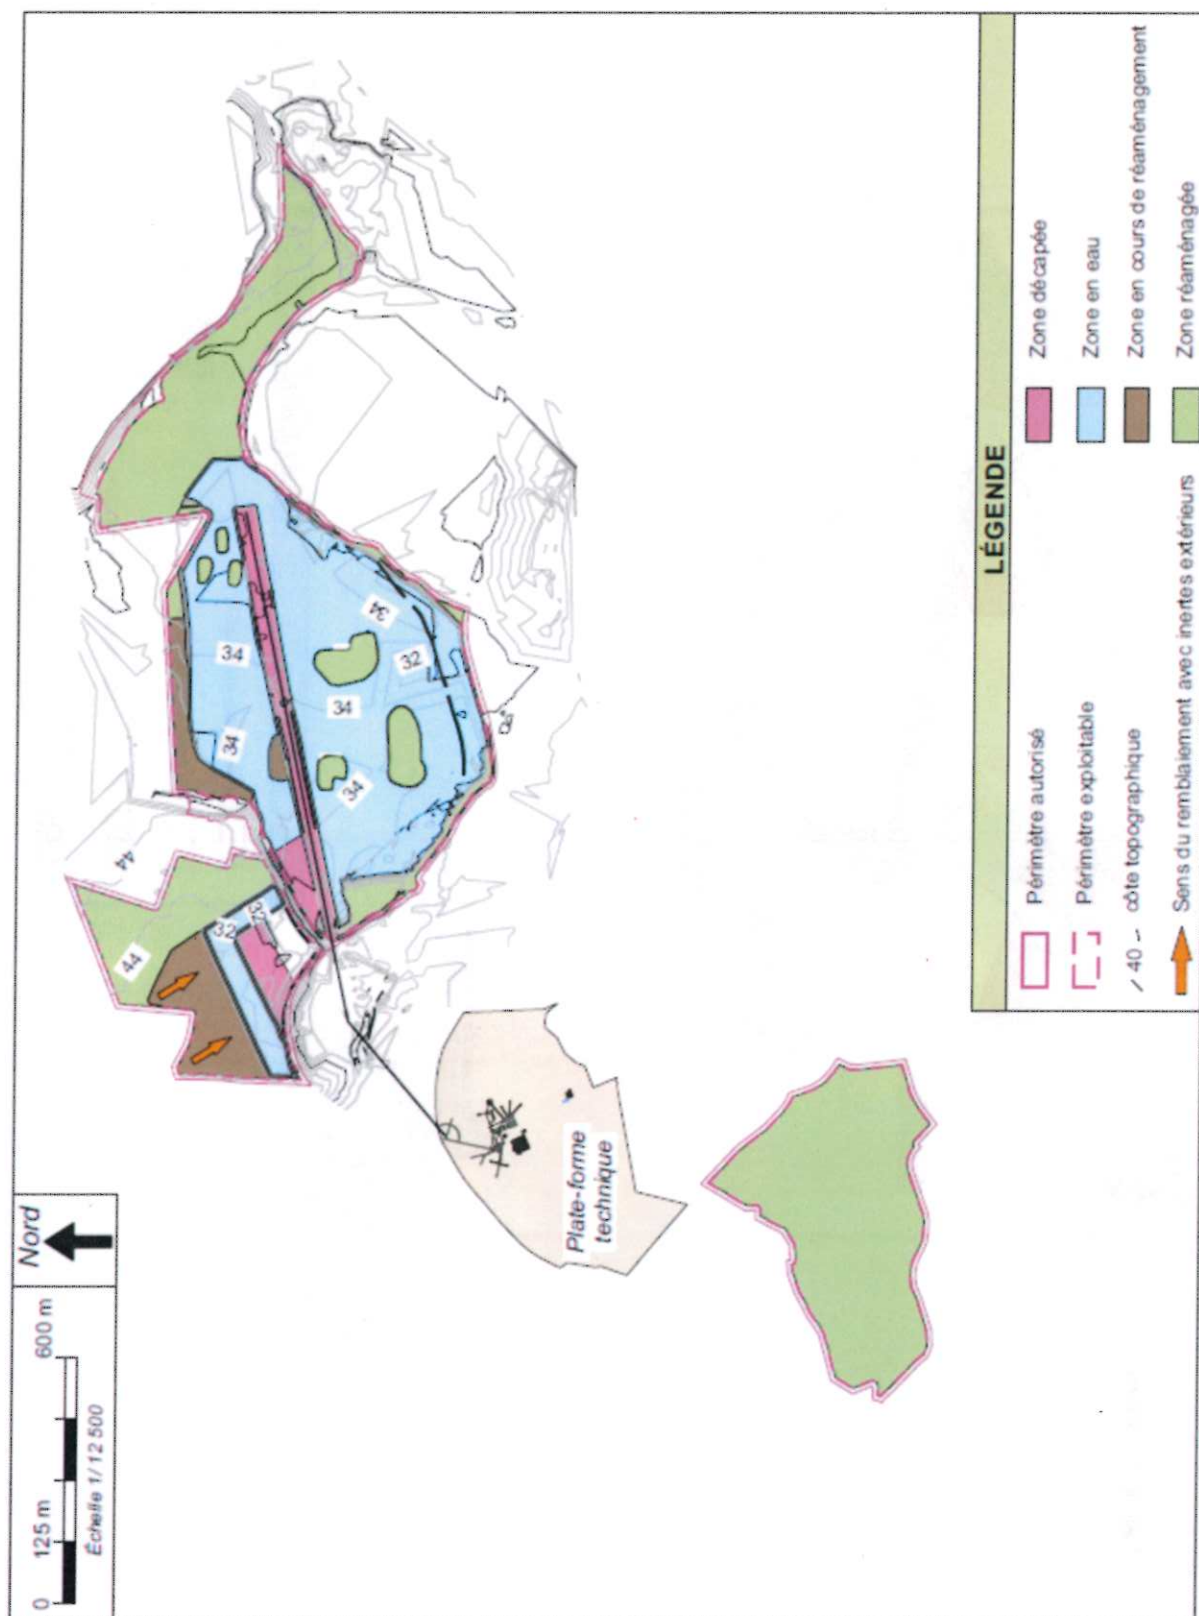 0 125 m 600 m
Échelle 1/12 500
Nord
44
44
32
32
34
34
34
34
34
32
Plate-forme
technique
LÉGENDE
Périmètre autorisé
Périmètre exploitable
40 côte topographique
Sens du remblaiement avec inertes extérieurs
Zone décapée
Zone en eau
Zone en cours de réaménagement
Zone réaménagée